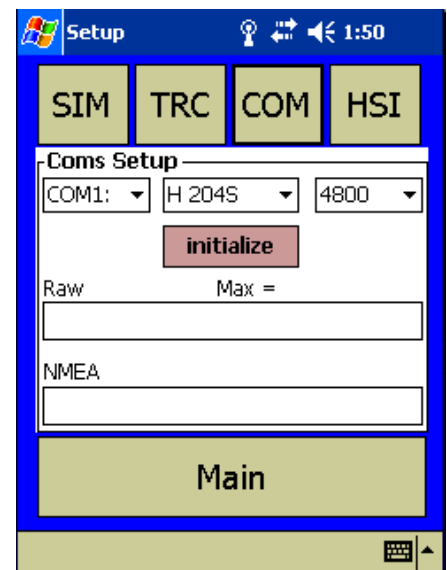 Setup 1:50
SIM TRC COM HSI
Coms Setup
COM1: H 204S 4800
initialize
Raw Max =
NMEA
Main